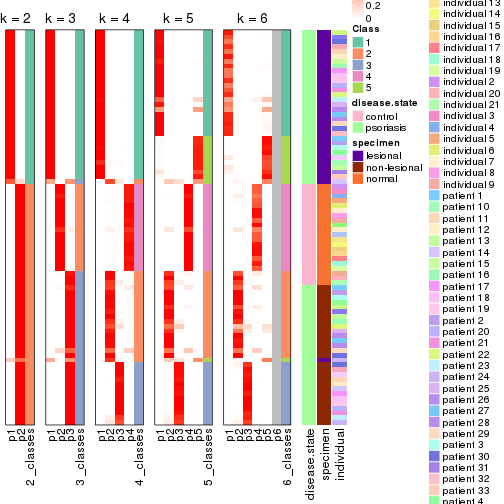 k = 2
k = 3
k = 4
k = 5
k = 6
p1
p2
2_classes
p1
p2
p3
3_classes
p1
p2
p3
p4
4_classes
p1
p2
p3
p4
p5
5_classes
p1
p2
p3
p4
p5
p6
6_classes
disease.state
specimen
individual
0.2
0
Class
1
2
3
4
5
disease.state
control
psoriasis
specimen
lesional
non-lesional
normal
individual 13
individual 14
individual 15
individual 16
individual 17
individual 18
individual 19
individual 2
individual 20
individual 21
individual 3
individual 4
individual 5
individual 6
individual 7
individual 8
individual 9
patient 1
patient 10
patient 11
patient 12
patient 13
patient 14
patient 15
patient 16
patient 17
patient 18
patient 19
patient 2
patient 20
patient 21
patient 22
patient 23
patient 24
patient 25
patient 26
patient 27
patient 28
patient 29
patient 3
patient 30
patient 31
patient 32
patient 33
patient 4